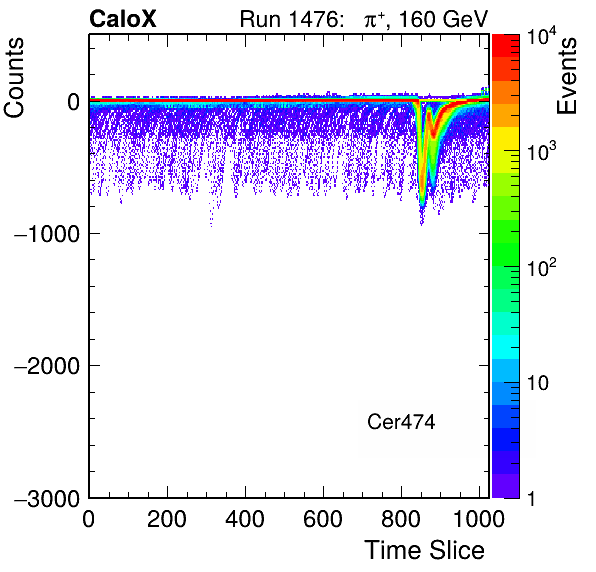 CaloX Run 1476: π⁺, 160 GeV
Counts
Events
0
−1000
−2000
−3000
10⁴
10³
10²
10
1
Cer474
0 200 400 600 800 1000
Time Slice